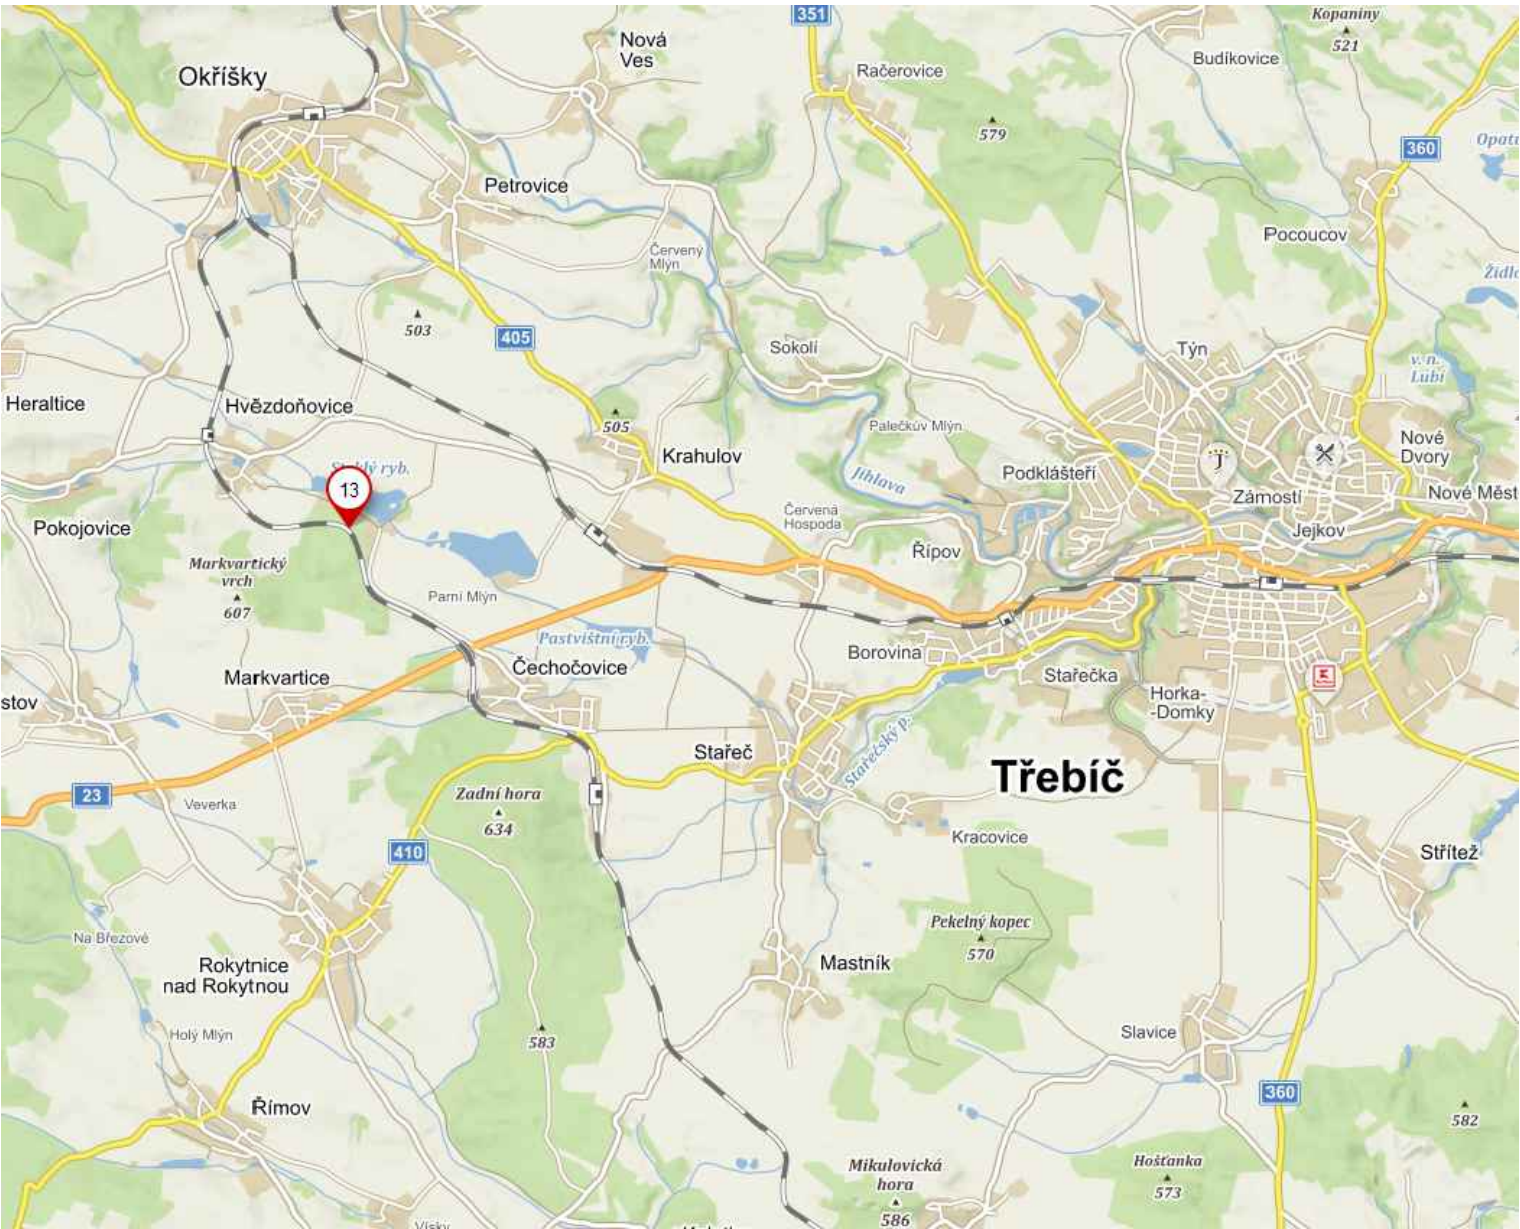 351
Kopaniny
521
Nová
Ves
Budíkovice
Okříšky
Račerovice
579
360
Petrovice
Pocoucov
Červený
Mlýn
503
405
Sokolí
Týn
v. n.
Lubí
Heraltice
Hvězdoňovice
505
Palečkův Mlýn
Krahulov
Nové
Dvory
Podklášteří
ryb.
13
Jihlava
Zámostí
Nové Měst
Červená
Hospoda
Jejkov
Pokojovice
Řípov
Markvartický
vrch
607
Parní Mlýn
Pastvištní ryb.
Borovina
Čechočovice
Markvartice
Stařečka
Horka-
-Domky
stov
Stařeč
Stařečský p.
Třebíč
23
Veverka
Zadní hora
634
Kracovice
410
Střítež
Pekelný kopec
570
Na Březové
Mastník
Rokytnice
nad Rokytnou
Holý Mlýn
583
Slavice
360
Římov
582
Mikulovická
hora
586
Hošťanka
573